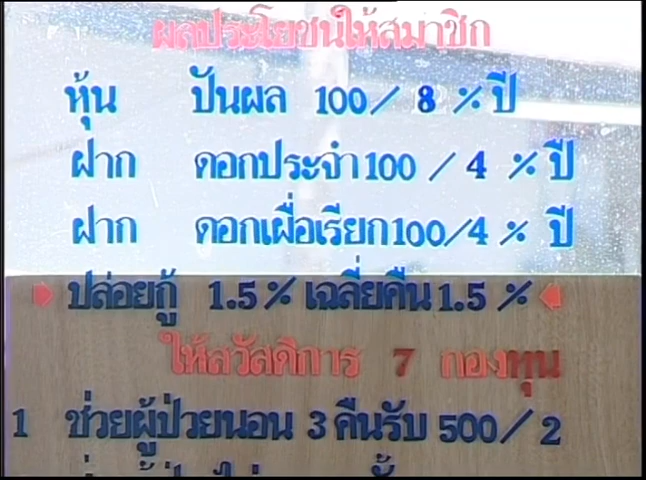 ผลประโยชน์ให้สมาชิก
หุ้น ปันผล 100/ 8 % ปี
ฝาก ดอกประจำ 100 / 4 % ปี
ฝาก ดอกเผื่อเรียก 100/4 % ปี
ปล่อยกู้ 1.5 % เฉลี่ยคืน 1.5 %
ให้สวัสดิการ 7 กองทุน
1 ช่วยผู้ป่วยนอน 3 คืนรับ 500/ 2